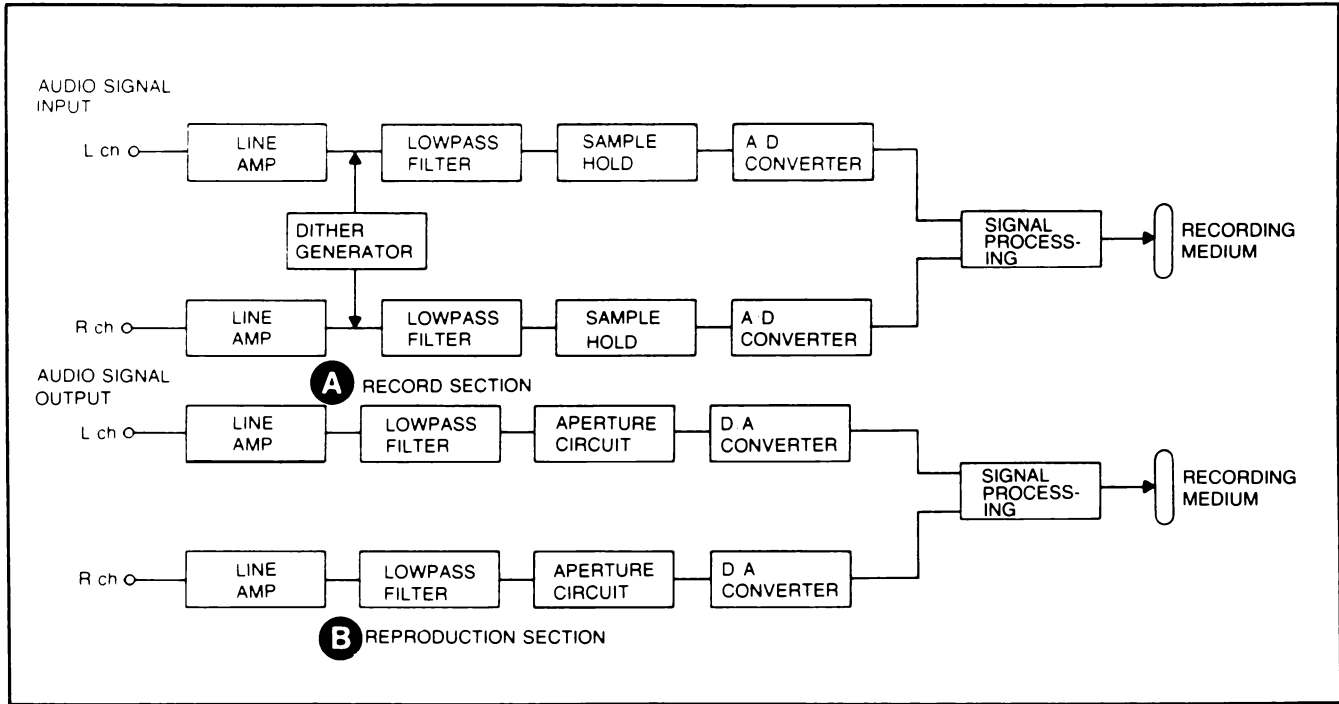 AUDIO SIGNAL
INPUT
L ch
LINE
AMP
LOWPASS
FILTER
SAMPLE
HOLD
A D
CONVERTER
DITHER
GENERATOR
SIGNAL
PROCESS-
ING
RECORDING
MEDIUM
R ch
LINE
AMP
LOWPASS
FILTER
SAMPLE
HOLD
A D
CONVERTER
A RECORD SECTION
AUDIO SIGNAL
OUTPUT
L ch
LINE
AMP
LOWPASS
FILTER
APERTURE
CIRCUIT
D A
CONVERTER
SIGNAL
PROCESS-
ING
RECORDING
MEDIUM
R ch
LINE
AMP
LOWPASS
FILTER
APERTURE
CIRCUIT
D A
CONVERTER
B REPRODUCTION SECTION